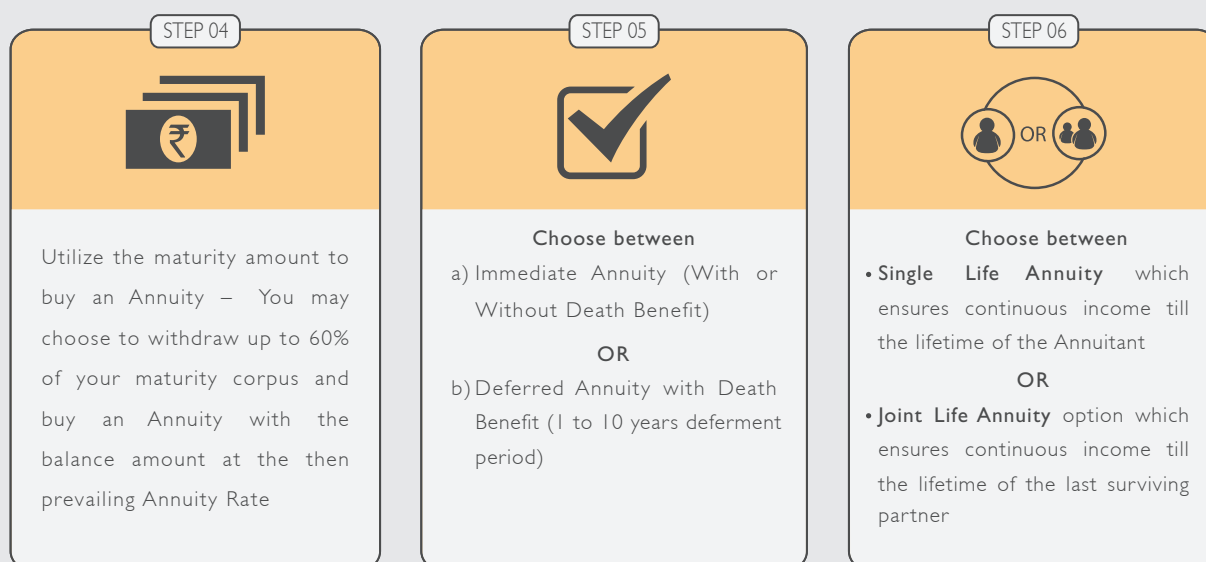 STEP 04
Utilize the maturity amount to
buy an Annuity – You may
choose to withdraw up to 60%
of your maturity corpus and
buy an Annuity with the
balance amount at the then
prevailing Annuity Rate
STEP 05
Choose between
a) Immediate Annuity (With or
Without Death Benefit)
OR
b) Deferred Annuity with Death
Benefit (1 to 10 years deferment
period)
STEP 06
OR
Choose between
• Single Life Annuity which
ensures continuous income till
the lifetime of the Annuitant
OR
• Joint Life Annuity option which
ensures continuous income till
the lifetime of the last surviving
partner